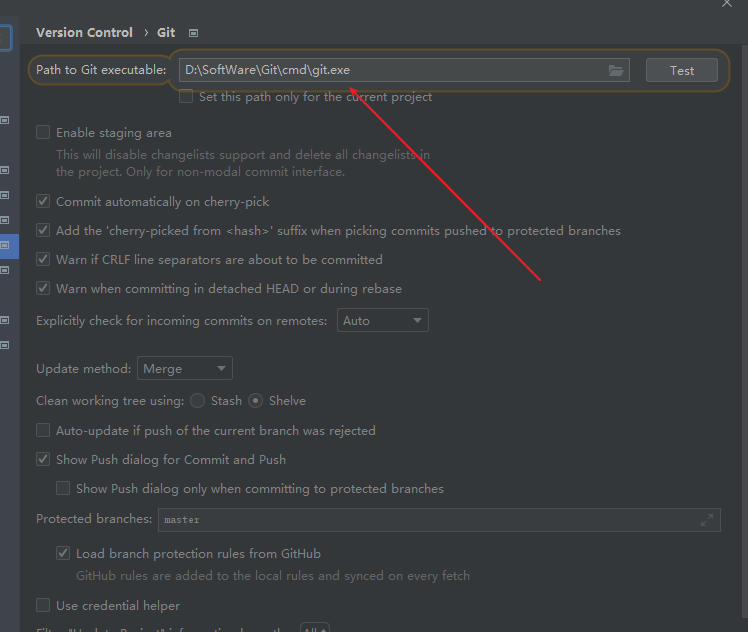 Version Control › Git
Path to Git executable: D:\SoftWare\Git\cmd\git.exe Test
Set this path only for the current project
Enable staging area
This will disable changelists support and delete all changelists in
the project. Only for non-modal commit interface.
Commit automatically on cherry-pick
Add the 'cherry-picked from <hash>' suffix when picking commits pushed to protected branches
Warn if CRLF line separators are about to be committed
Warn when committing in detached HEAD or during rebase
Explicitly check for incoming commits on remotes: Auto
Update method: Merge
Clean working tree using: Stash Shelve
Auto-update if push of the current branch was rejected
Show Push dialog for Commit and Push
Show Push dialog only when committing to protected branches
Protected branches: master
Load branch protection rules from GitHub
GitHub rules are added to the local rules and synced on every fetch
Use credential helper